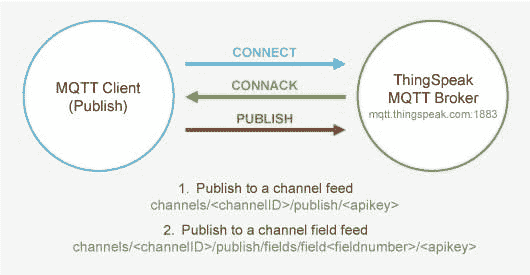 CONNECT
MQTT Client
(Publish)
CONNACK
ThingSpeak
MQTT Broker
mqtt.thingspeak.com:1883
PUBLISH
1. Publish to a channel feed
channels/<channelID>/publish/<apikey>
2. Publish to a channel field feed
channels/<channelID>/publish/fields/field<fieldnumber>/<apikey>